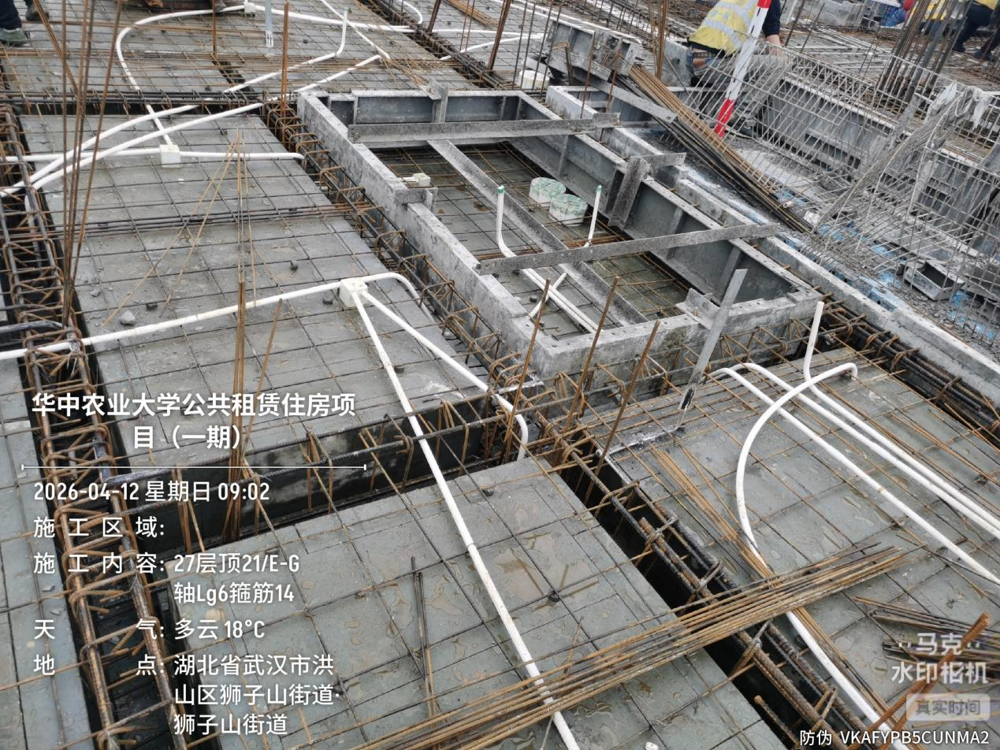 华中农业大学公共租赁住房项
目（一期）
2026-04-12 星期日 09:02
施工区域:
施工内容: 27层顶21/E-G
轴Lg6箍筋14
天气: 多云 18°C
地点: 湖北省武汉市洪
山区狮子山街道·
狮子山街道
马克
水印相机
真实时间
防伪 VKAFYPB5CUNMA2